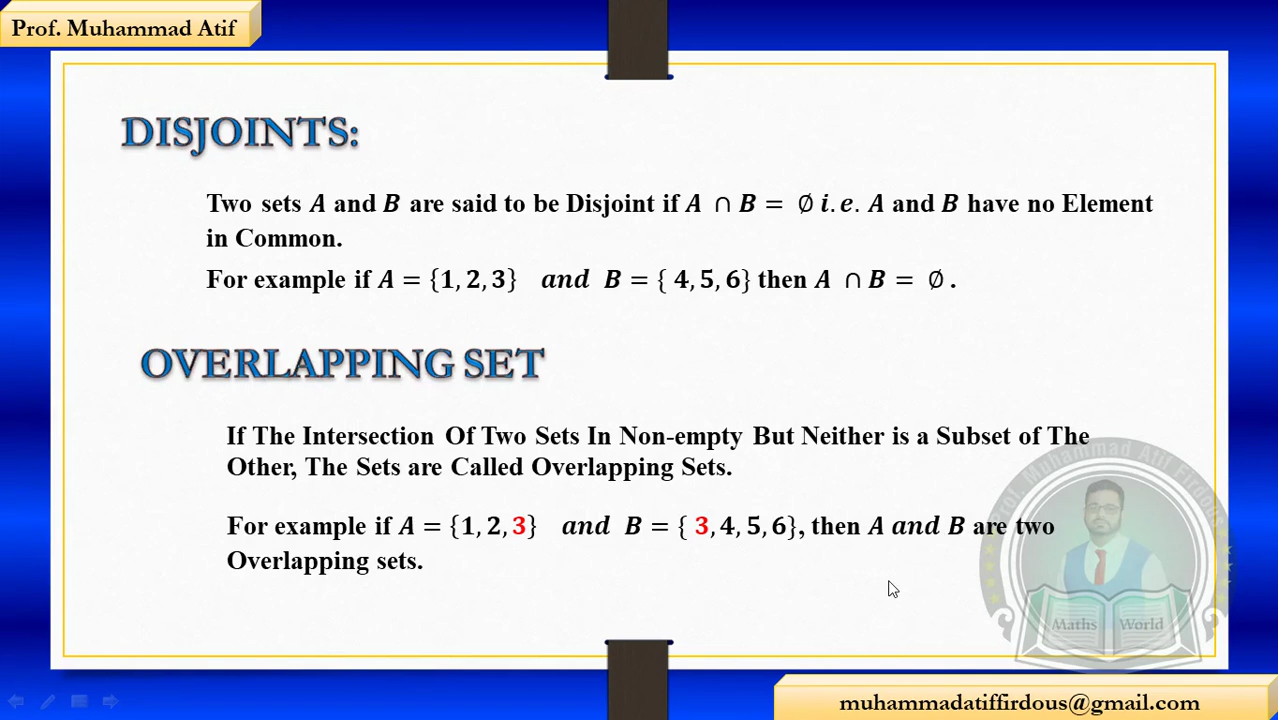 Prof. Muhammad Atif
DISJOINTS:
Two sets A and B are said to be Disjoint if A ∩ B = ∅ i.e. A and B have no Element
in Common.
For example if A = {1, 2, 3} and B = { 4, 5, 6} then A ∩ B = ∅ .
OVERLAPPING SET
If The Intersection Of Two Sets In Non-empty But Neither is a Subset of The
Other, The Sets are Called Overlapping Sets.
For example if A = {1, 2, 3} and B = { 3, 4, 5, 6}, then A and B are two
Overlapping sets.
Prof. Muhammad Atif Firdous
Maths World
muhammadatiffirdous@gmail.com